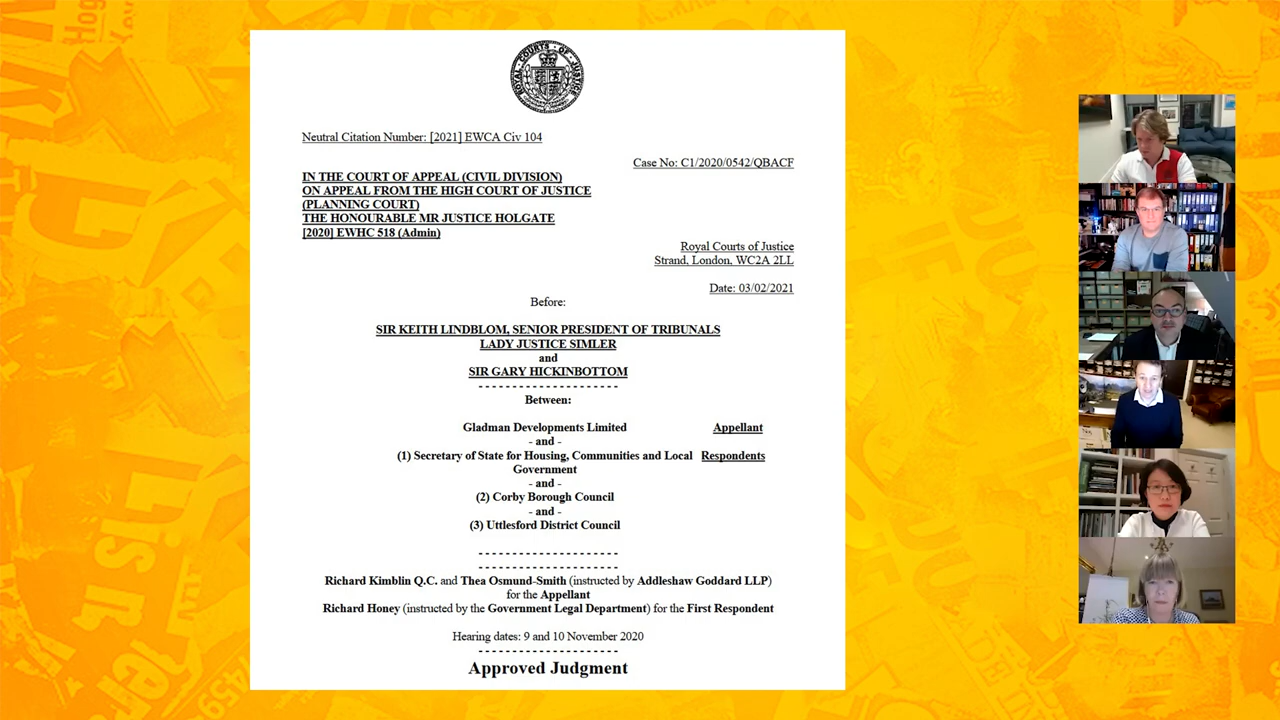 ROYAL COURTS OF JUSTICE
Neutral Citation Number: [2021] EWCA Civ 104
Case No: C1/2020/0542/QBACF
IN THE COURT OF APPEAL (CIVIL DIVISION)
ON APPEAL FROM THE HIGH COURT OF JUSTICE
(PLANNING COURT)
THE HONOURABLE MR JUSTICE HOLGATE
[2020] EWHC 518 (Admin)
Royal Courts of Justice
Strand, London, WC2A 2LL
Date: 03/02/2021
Before:
SIR KEITH LINDBLOM, SENIOR PRESIDENT OF TRIBUNALS
LADY JUSTICE SIMLER
and
SIR GARY HICKINBOTTOM
- - - - - - - - - - - - - - - - - - - - -
Between:
Gladman Developments Limited Appellant
- and -
(1) Secretary of State for Housing, Communities and Local Respondents
Government
- and -
(2) Corby Borough Council
- and -
(3) Uttlesford District Council
- - - - - - - - - - - - - - - - - - - - -
- - - - - - - - - - - - - - - - - - - - -
Richard Kimblin Q.C. and Thea Osmund-Smith (instructed by Addleshaw Goddard LLP)
for the Appellant
Richard Honey (instructed by the Government Legal Department) for the First Respondent
Hearing dates: 9 and 10 November 2020
- - - - - - - - - - - - - - - - - - - - -
Approved Judgment